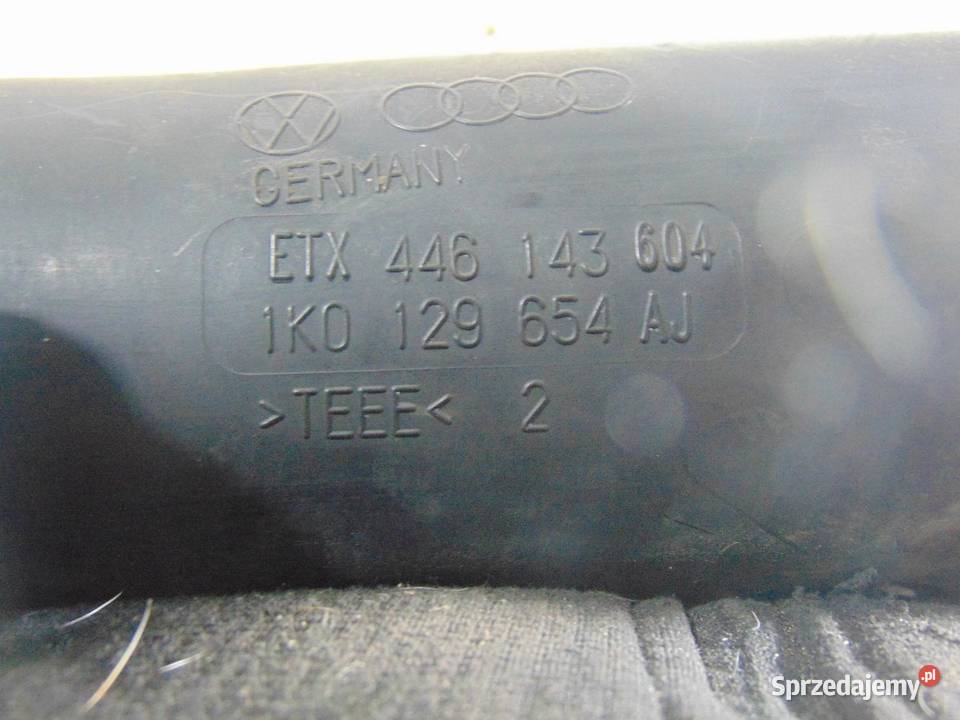 GERMANY
ETX 446 143 604
1K0 129 654 AJ
>TEEE< 2
Sprzedajemy.pl